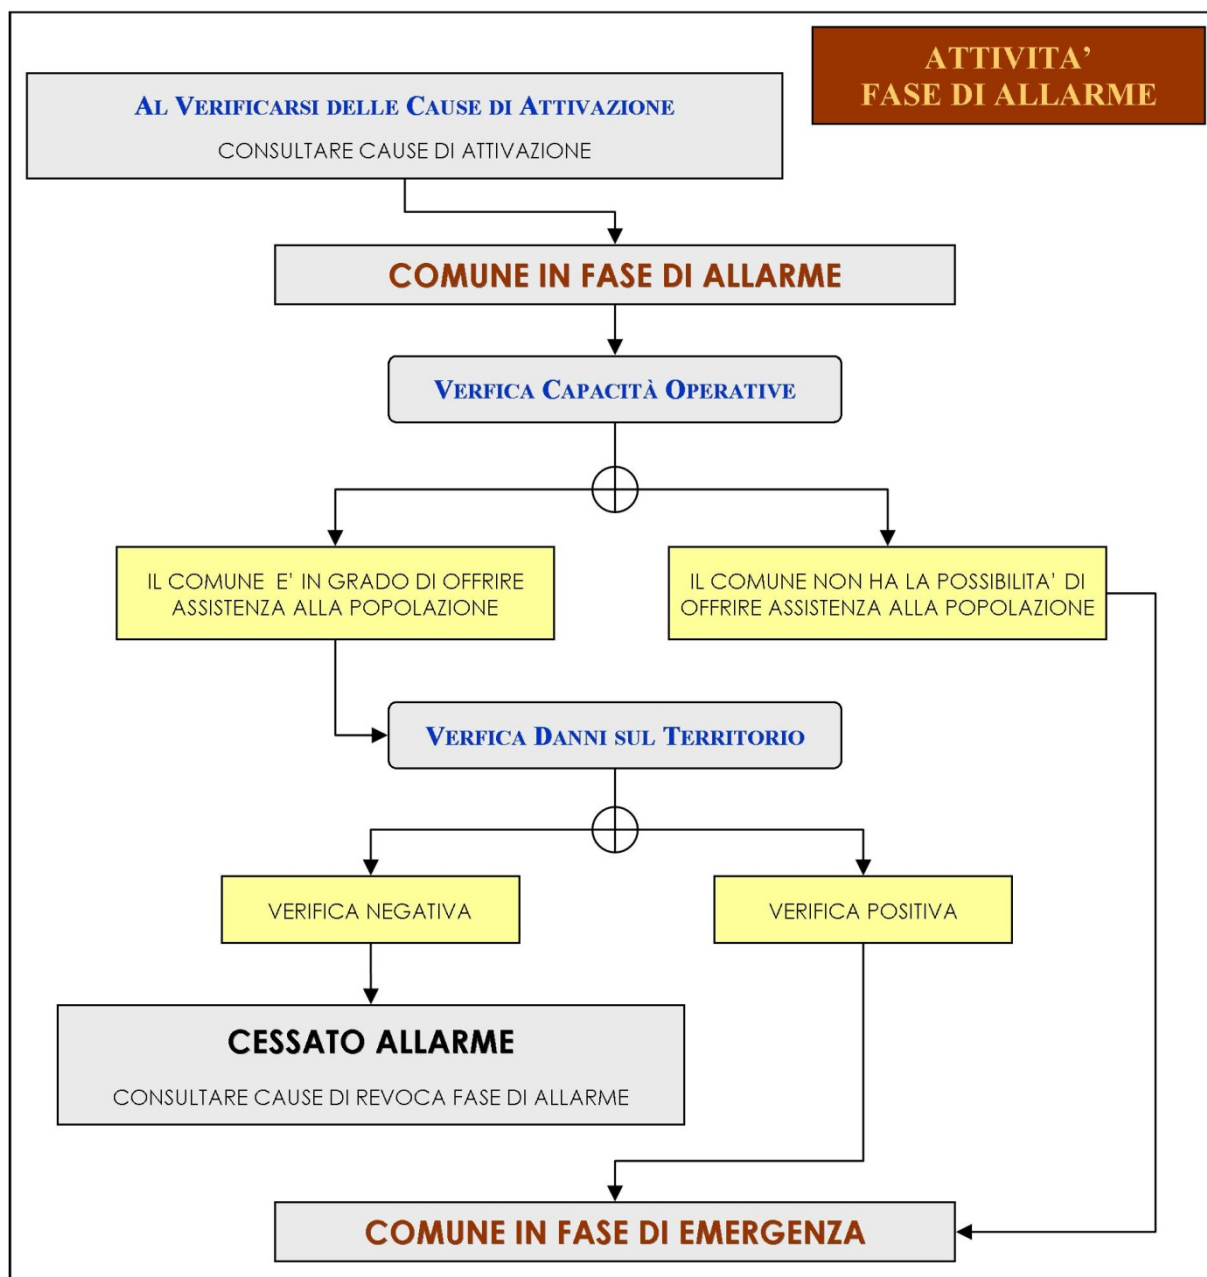 ATTIVITA’
FASE DI ALLARME
AL VERIFICARSI DELLE CAUSE DI ATTIVAZIONE
CONSULTARE CAUSE DI ATTIVAZIONE
COMUNE IN FASE DI ALLARME
VERFICA CAPACITÀ OPERATIVE
IL COMUNE E’ IN GRADO DI OFFRIRE
ASSISTENZA ALLA POPOLAZIONE
IL COMUNE NON HA LA POSSIBILITA’ DI
OFFRIRE ASSISTENZA ALLA POPOLAZIONE
VERFICA DANNI SUL TERRITORIO
VERIFICA NEGATIVA
VERIFICA POSITIVA
CESSATO ALLARME
CONSULTARE CAUSE DI REVOCA FASE DI ALLARME
COMUNE IN FASE DI EMERGENZA